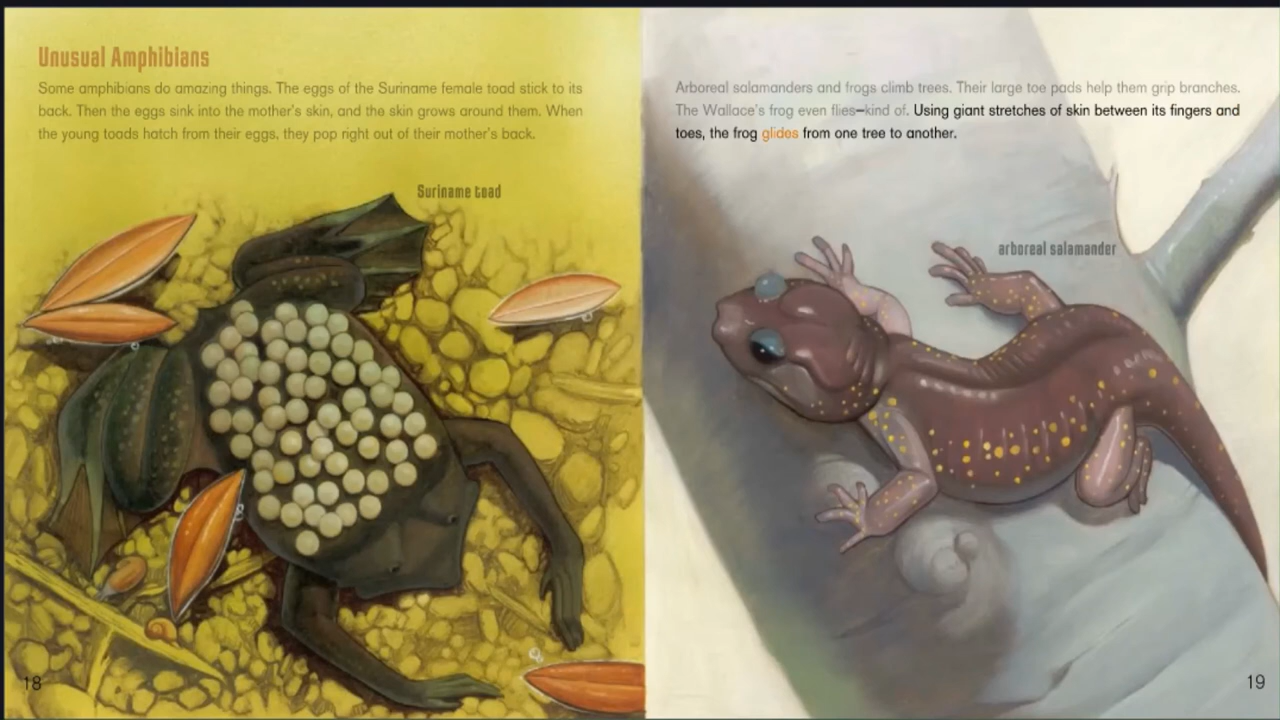 Unusual Amphibians
Some amphibians do amazing things. The eggs of the Suriname female toad stick to its
back. Then the eggs sink into the mother's skin, and the skin grows around them. When
the young toads hatch from their eggs, they pop right out of their mother's back.
Suriname toad
18
Arboreal salamanders and frogs climb trees. Their large toe pads help them grip branches.
The Wallace's frog even flies—kind of. Using giant stretches of skin between its fingers and
toes, the frog glides from one tree to another.
arboreal salamander
19